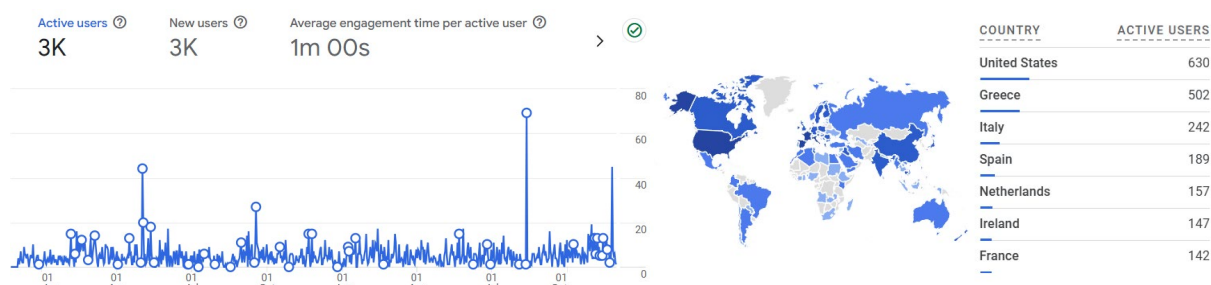 Active users
3K
New users
3K
Average engagement time per active user
1m 00s
80
60
40
20
0
01
01
01
01
01
01
01
01
COUNTRY ACTIVE USERS
United States 630
Greece 502
Italy 242
Spain 189
Netherlands 157
Ireland 147
France 142